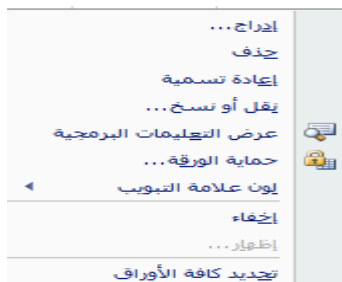 إدراج...
حذف
إعادة تسمية
نقل أو نسخ...
عرض التعليمات البرمجية
حماية الورقة...
لون علامة التبويب
إخفاء
إظهار...
تحديد كافة الأوراق